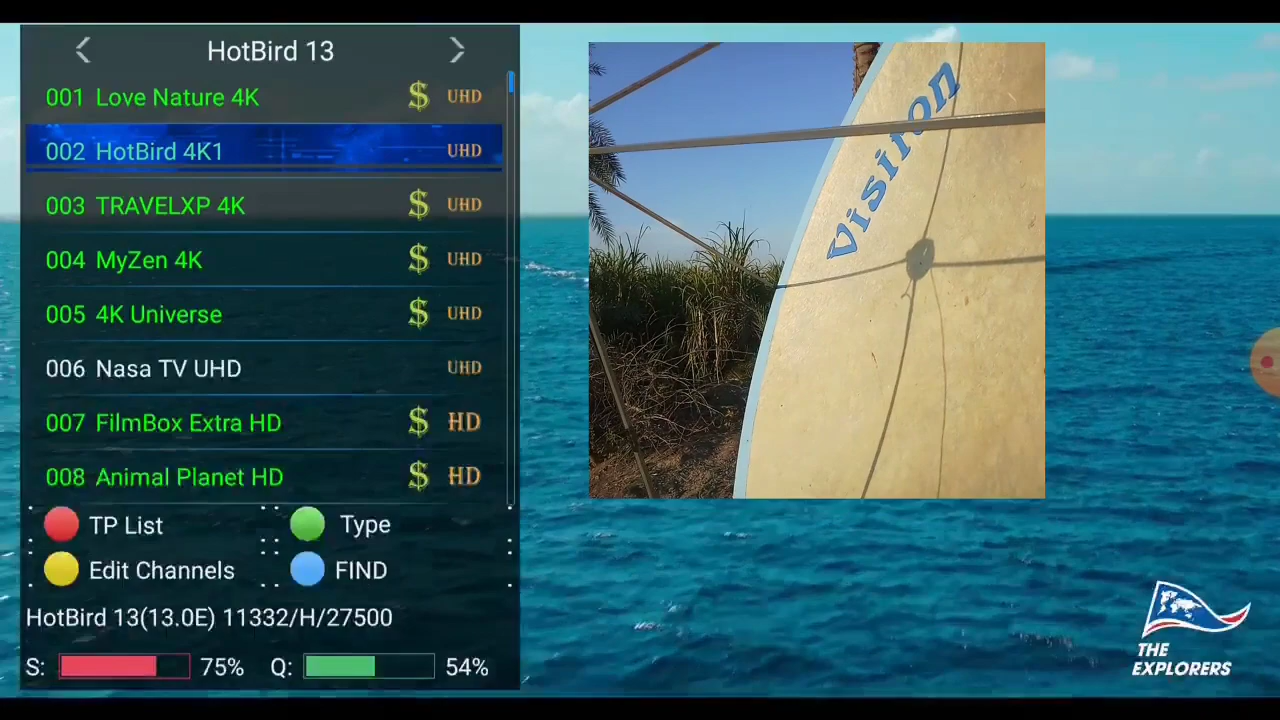 HotBird 13
001 Love Nature 4K $ UHD
002 HotBird 4K1 UHD
003 TRAVELXP 4K $ UHD
004 MyZen 4K $ UHD
005 4K Universe $ UHD
006 Nasa TV UHD UHD
007 FilmBox Extra HD $ HD
008 Animal Planet HD $ HD
TP List Type
Edit Channels FIND
HotBird 13(13.0E) 11332/H/27500
S: 75% Q: 54%
Vision
THE
EXPLORERS